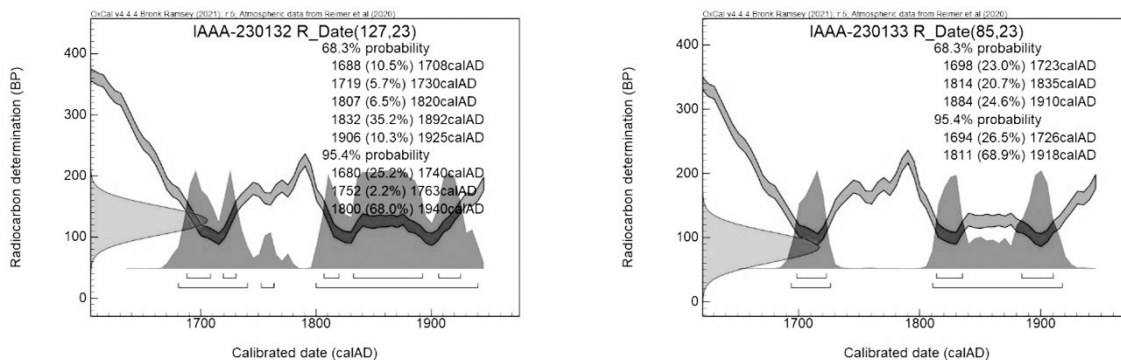 OxCal v4.4.4 Bronk Ramsey (2021); r:5; Atmospheric data from Reimer et al (2020)
IAAA-230132 R_Date(127,23)
68.3% probability
1688 (10.5%) 1708calAD
1719 (5.7%) 1730calAD
1807 (6.5%) 1820calAD
1832 (35.2%) 1892calAD
1906 (10.3%) 1925calAD
95.4% probability
1680 (25.2%) 1740calAD
1752 (2.2%) 1763calAD
1800 (68.0%) 1940calAD
Radiocarbon determination (BP)
400
300
200
100
0
1700
1800
1900
Calibrated date (calAD)
OxCal v4.4.4 Bronk Ramsey (2021); r:5; Atmospheric data from Reimer et al (2020)
IAAA-230133 R_Date(85,23)
68.3% probability
1698 (23.0%) 1723calAD
1814 (20.7%) 1835calAD
1884 (24.6%) 1910calAD
95.4% probability
1694 (26.5%) 1726calAD
1811 (68.9%) 1918calAD
Radiocarbon determination (BP)
400
300
200
100
0
1700
1800
1900
Calibrated date (calAD)